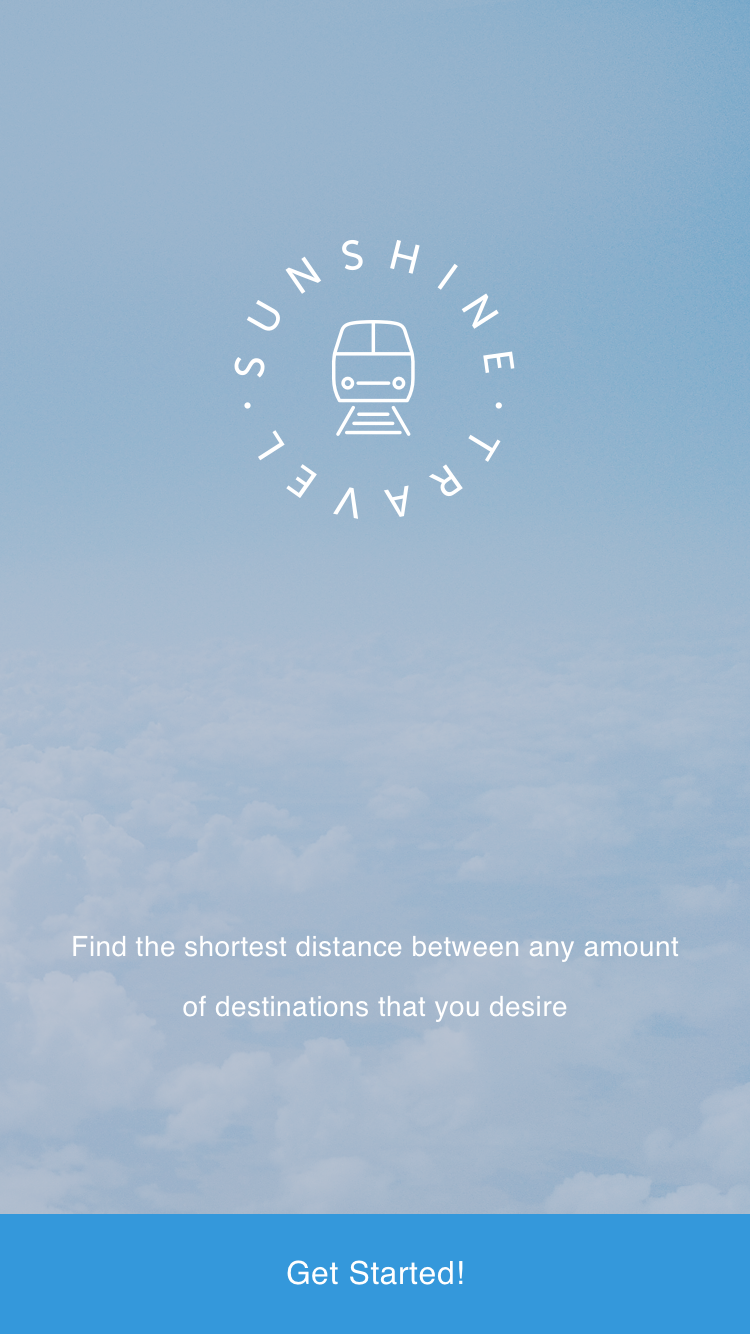 SUNSHINE
· TRAVEL ·
Find the shortest distance between any amount
of destinations that you desire
Get Started!